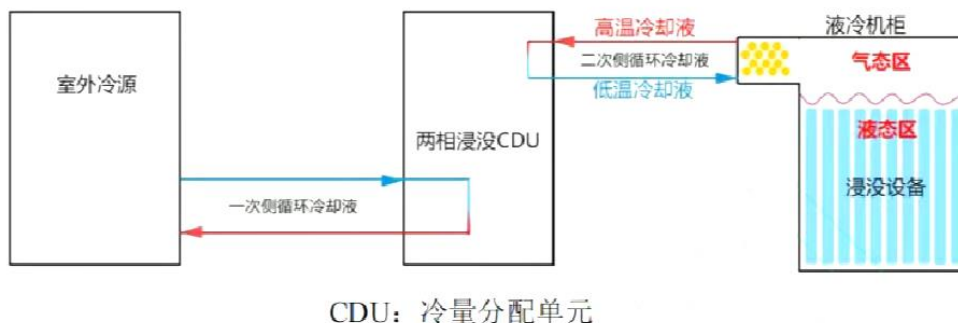 高温冷却液
液冷机柜
室外冷源
二次侧循环冷却液
气态区
低温冷却液
两相浸没CDU
液态区
浸没设备
一次侧循环冷却液
CDU：冷量分配单元